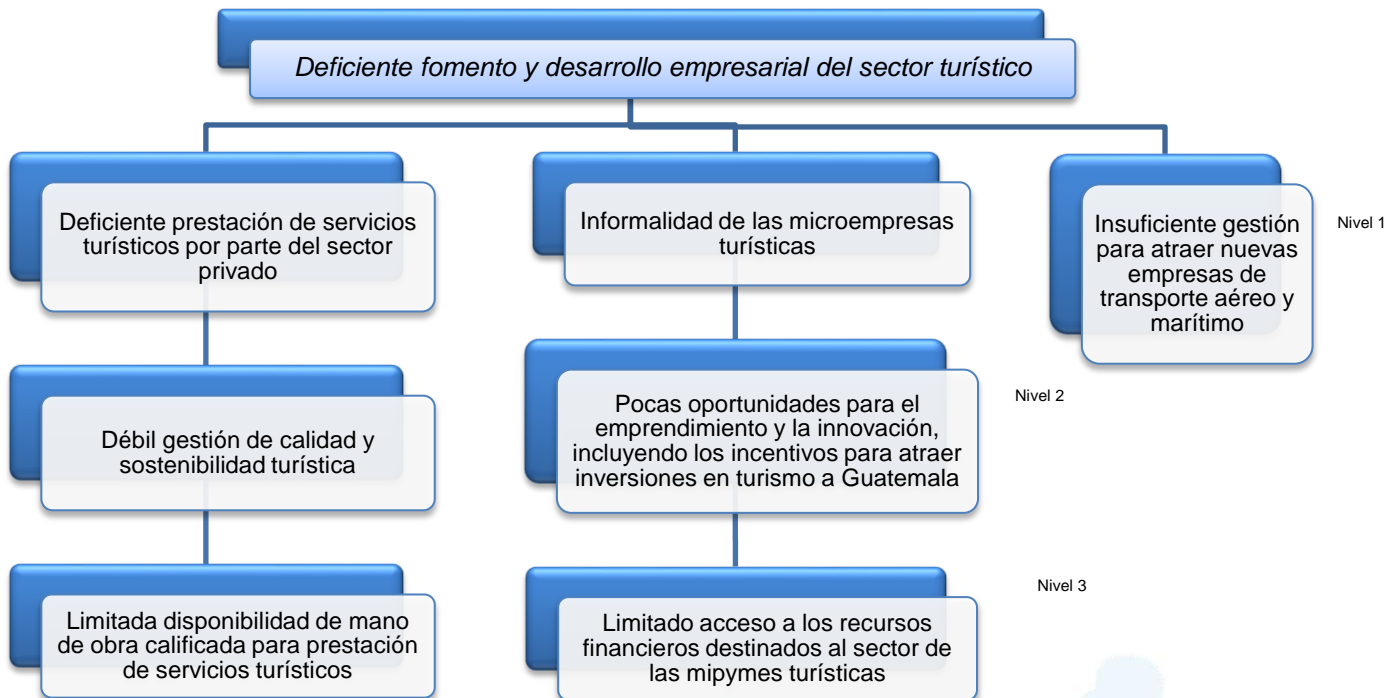 Deficiente fomento y desarrollo empresarial del sector turístico
Deficiente prestación de servicios
turísticos por parte del sector
privado
Informalidad de las microempresas
turísticas
Insuficiente gestión
para atraer nuevas
empresas de
transporte aéreo y
marítimo
Nivel 1
Débil gestión de calidad y
sostenibilidad turística
Pocas oportunidades para el
emprendimiento y la innovación,
incluyendo los incentivos para atraer
inversiones en turismo a Guatemala
Nivel 2
Limitada disponibilidad de mano
de obra calificada para prestación
de servicios turísticos
Limitado acceso a los recursos
financieros destinados al sector de
las mipymes turísticas
Nivel 3